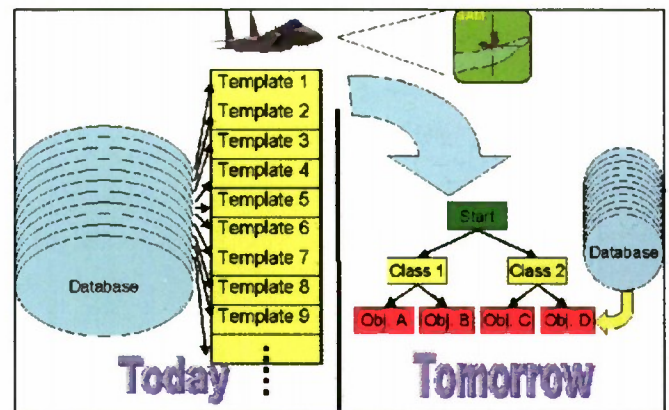 SAM
Template 1
Template 2
Template 3
Template 4
Template 5
Template 6
Template 7
Template 8
Template 9
Database
Today
Start
Class 1
Class 2
Obj. A
Obj. B
Obj. C
Obj. D
Database
Tomorrow